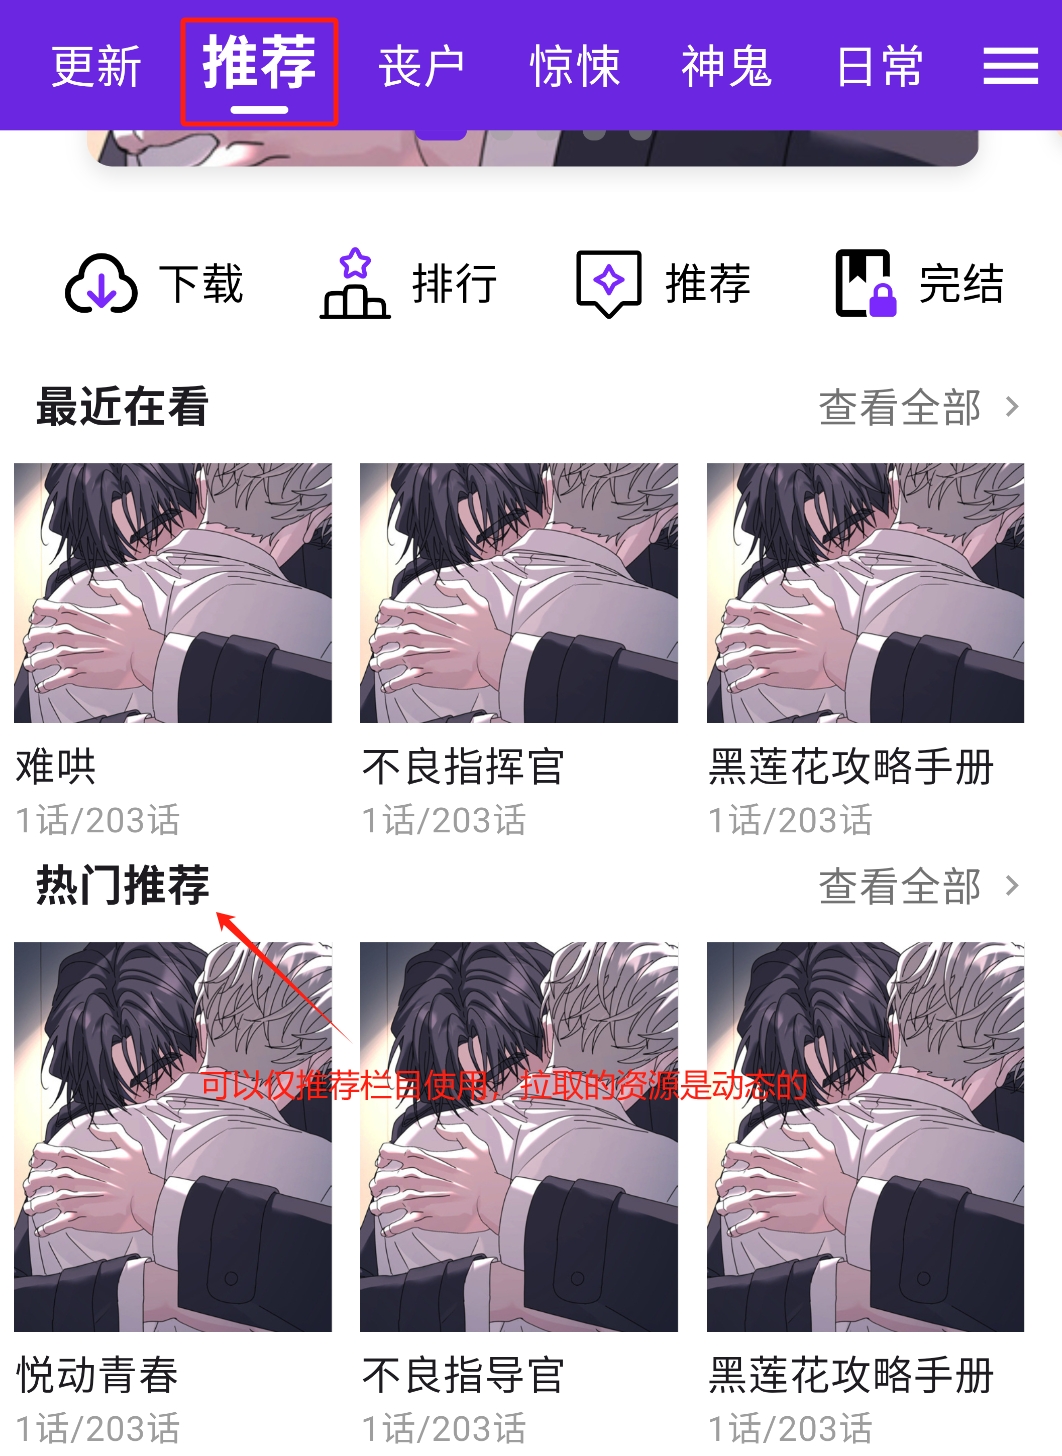 更新 推荐 丧户 惊悚 神鬼 日常
下载 排行 推荐 完结
最近在看 查看全部
难哄 不良指挥官 黑莲花攻略手册
1话/203话 1话/203话 1话/203话
热门推荐 查看全部
可以仅推荐栏目使用，拉取的资源是动态的
悦动青春 不良指导官 黑莲花攻略手册
1话/203话 1话/203话 1话/203话